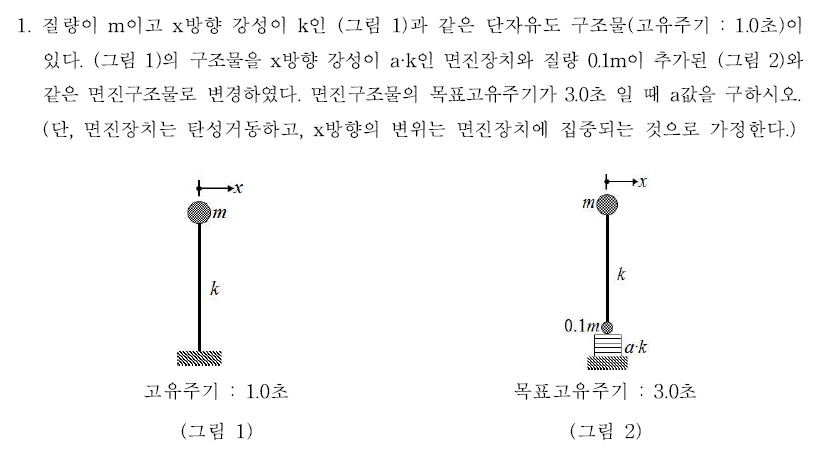 1. 질량이 m이고 x방향 강성이 k인 (그림 1)과 같은 단자유도 구조물(고유주기 : 1.0초)이
있다. (그림 1)의 구조물을 x방향 강성이 a·k인 면진장치와 질량 0.1m이 추가된 (그림 2)와
같은 면진구조물로 변경하였다. 면진구조물의 목표고유주기가 3.0초 일 때 a값을 구하시오.
(단, 면진장치는 탄성거동하고, x방향의 변위는 면진장치에 집중되는 것으로 가정한다.)
x
m
k
고유주기 : 1.0초
(그림 1)
x
m
k
0.1m
a·k
목표고유주기 : 3.0초
(그림 2)